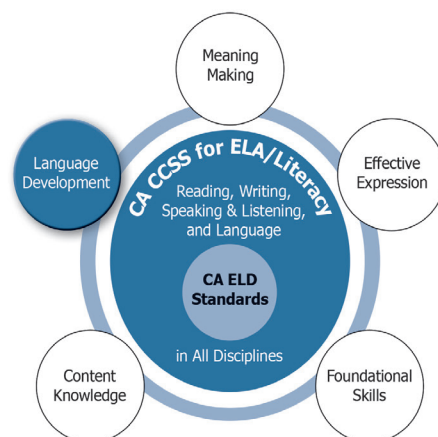 Meaning
Making
Language
Development
Effective
Expression
CA CCSS for ELA/Literacy
Reading, Writing,
Speaking & Listening,
and Language
CA ELD
Standards
in All Disciplines
Content
Knowledge
Foundational
Skills